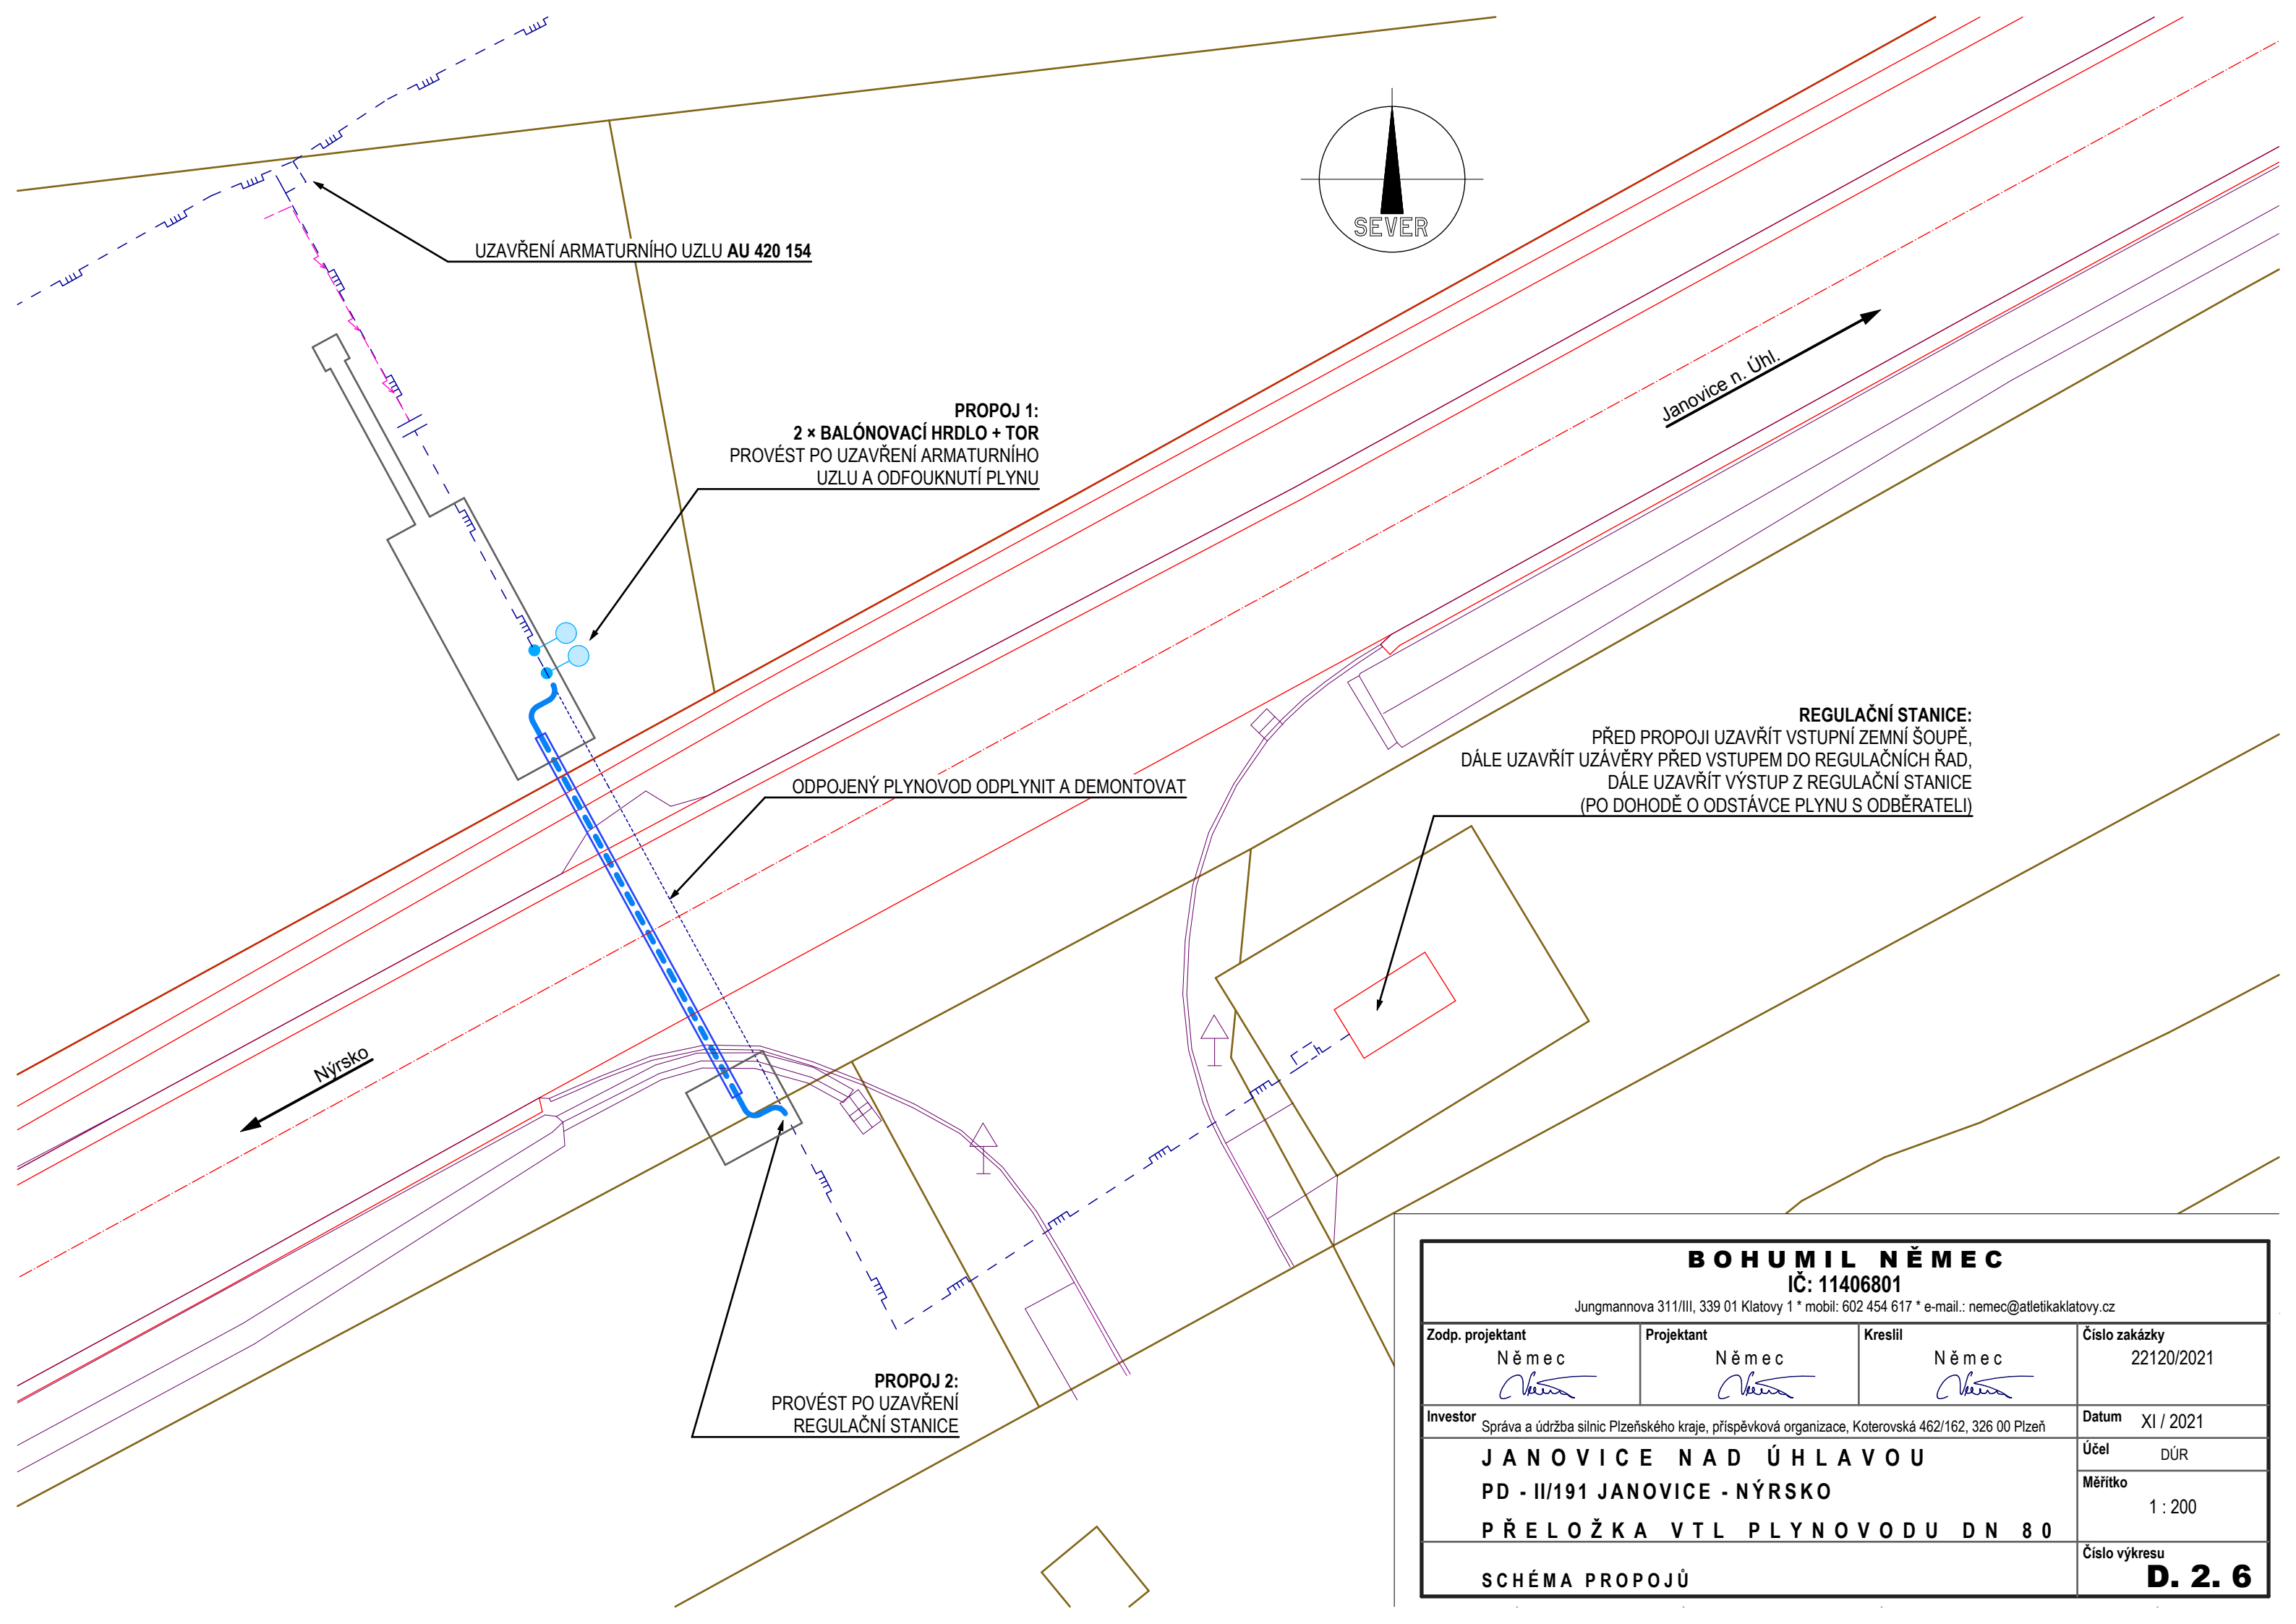 UZAVŘENÍ ARMATURNÍHO UZLU AU 420 154
SEVER
Janovice n. Úhl.
PROPOJ 1:
2 × BALÓNOVACÍ HRDLO + TOR
PROVÉST PO UZAVŘENÍ ARMATURNÍHO
UZLU A ODFOUKNUTÍ PLYNU
REGULAČNÍ STANICE:
PŘED PROPOJI UZAVŘÍT VSTUPNÍ ZEMNÍ ŠOUPĚ,
DÁLE UZAVŘÍT UZÁVĚRY PŘED VSTUPEM DO REGULAČNÍCH ŘAD,
DÁLE UZAVŘÍT VÝSTUP Z REGULAČNÍ STANICE
(PO DOHODĚ O ODSTÁVCE PLYNU S ODBĚRATELI)
ODPOJENÝ PLYNOVOD ODPLYNIT A DEMONTOVAT
Nýrsko
PROPOJ 2:
PROVÉST PO UZAVŘENÍ
REGULAČNÍ STANICE
BOHUMIL NĚMEC
IČ: 11406801
Jungmannova 311/III, 339 01 Klatovy 1 * mobil: 602 454 617 * e-mail.: nemec@atletikaklatovy.cz
Zodp. projektant
Němec
Projektant
Němec
Kreslil
Němec
Číslo zakázky
22120/2021
Investor Správa a údržba silnic Plzeňského kraje, příspěvková organizace, Koterovská 462/162, 326 00 Plzeň
Datum XI / 2021
JANOVICE NAD ÚHLAVOU
PD - II/191 JANOVICE - NÝRSKO
PŘELOŽKA VTL PLYNOVODU DN 80
Účel DÚR
Měřítko
1 : 200
SCHÉMA PROPOJŮ
Číslo výkresu
D. 2. 6